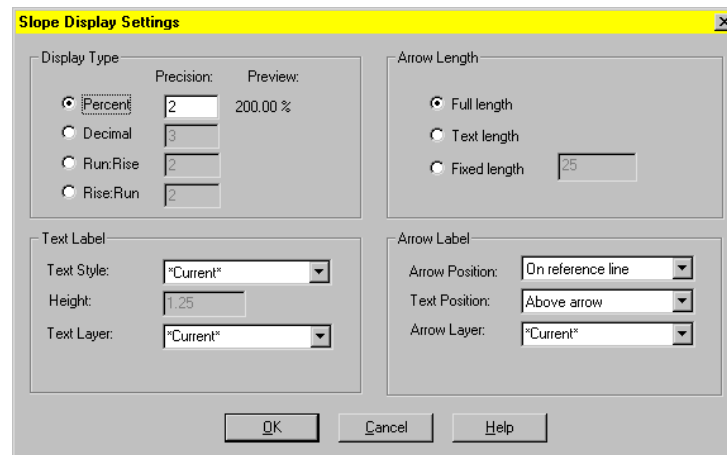 Slope Display Settings
Display Type
Precision: Preview:
Percent 2 200.00 %
Decimal 3
Run:Rise 2
Rise:Run 2
Arrow Length
Full length
Text length
Fixed length 25
Text Label
Text Style: *Current*
Height: 1.25
Text Layer: *Current*
Arrow Label
Arrow Position: On reference line
Text Position: Above arrow
Arrow Layer: *Current*
OK Cancel Help